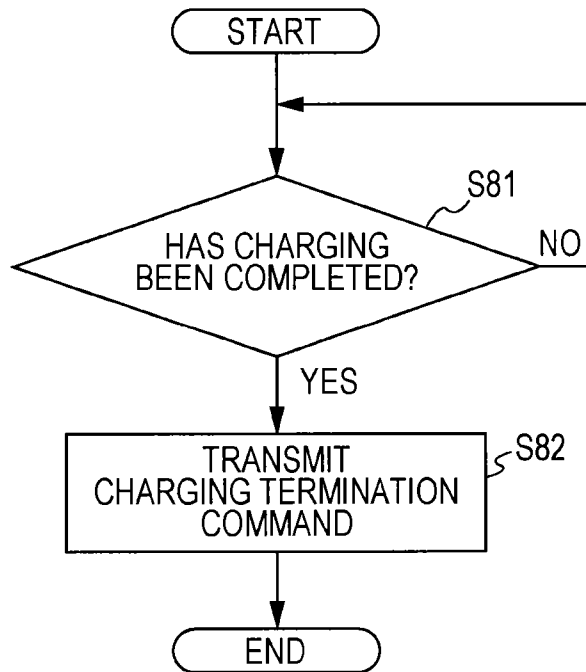 START
S81
HAS CHARGING
BEEN COMPLETED?
NO
YES
S82
TRANSMIT
CHARGING TERMINATION
COMMAND
END